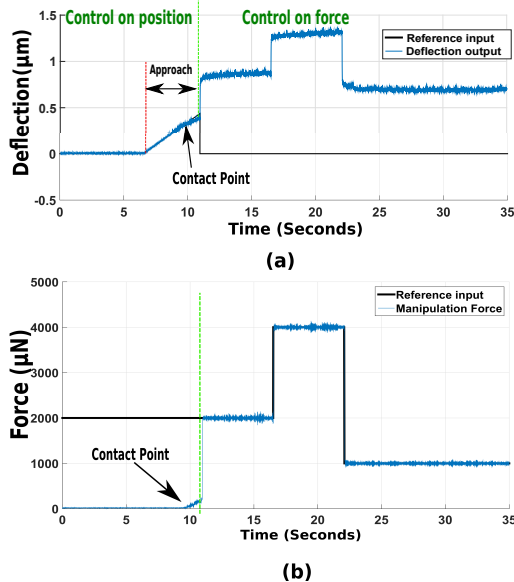 Control on position Control on force
1.5
1
0.5
0
-0.5
Deflection(μm)
Approach
Reference input
Deflection output
Contact Point
0 5 10 15 20 25 30 35
Time (Seconds)
(a)
5000
4000
3000
2000
1000
0
Force (μN)
Reference input
Manipulation Force
Contact Point
0 5 10 15 20 25 30 35
Time (Seconds)
(b)